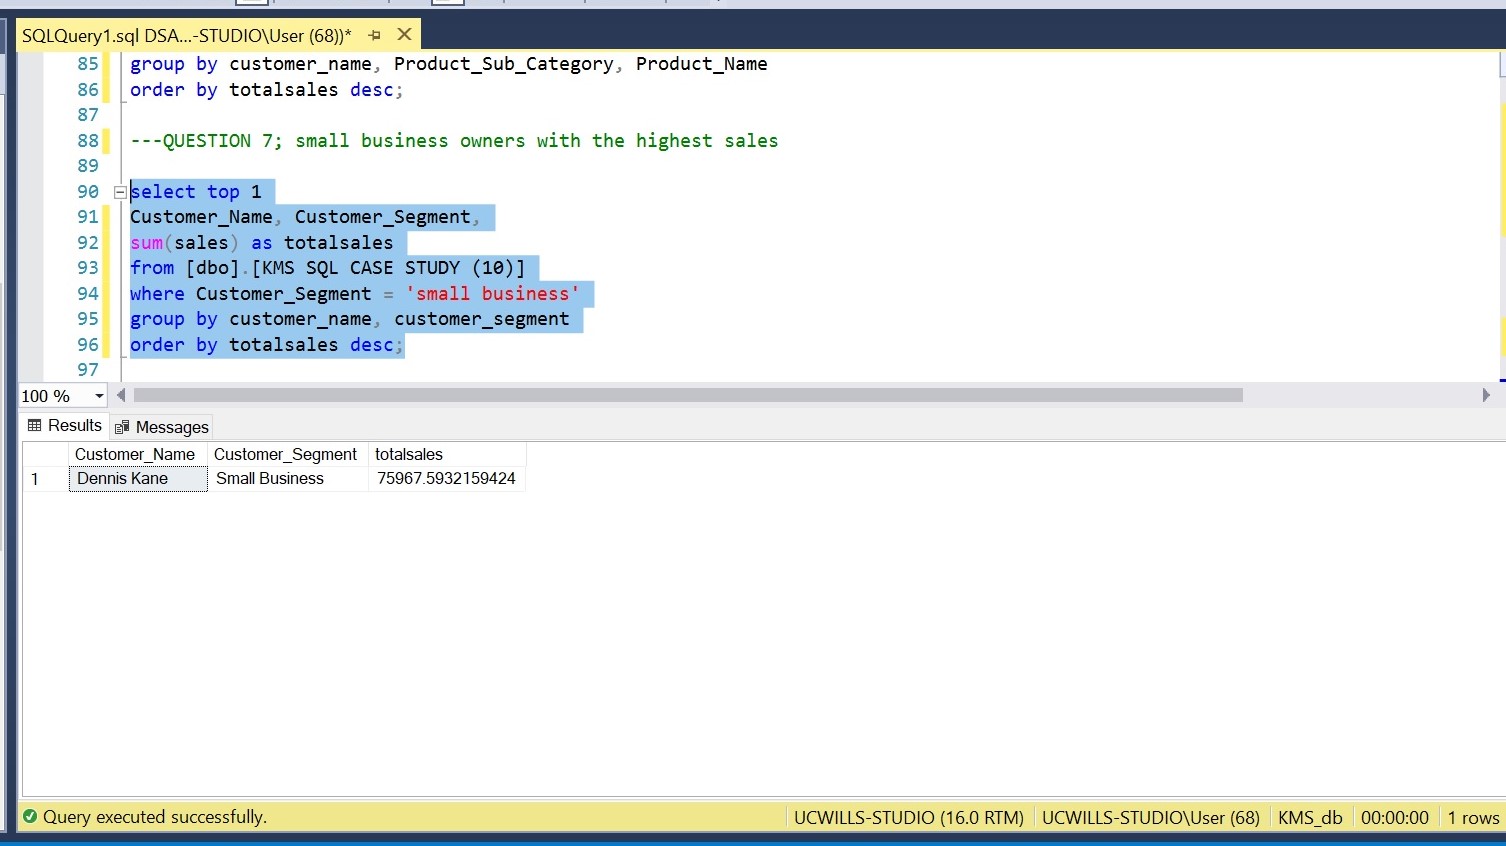 SQLQuery1.sql DSA...-STUDIO\User (68))*
85 group by customer_name, Product_Sub_Category, Product_Name
86 order by totalsales desc;
87
88 ---QUESTION 7; small business owners with the highest sales
89
90 select top 1
91 Customer_Name, Customer_Segment,
92 sum(sales) as totalsales
93 from [dbo].[KMS SQL CASE STUDY (10)]
94 where Customer_Segment = 'small business'
95 group by customer_name, customer_segment
96 order by totalsales desc;
97
100 %
Results Messages
Customer_Name Customer_Segment totalsales
1 Dennis Kane Small Business 75967.5932159424
Query executed successfully. UCWILLS-STUDIO (16.0 RTM) UCWILLS-STUDIO\User (68) KMS_db 00:00:00 1 rows